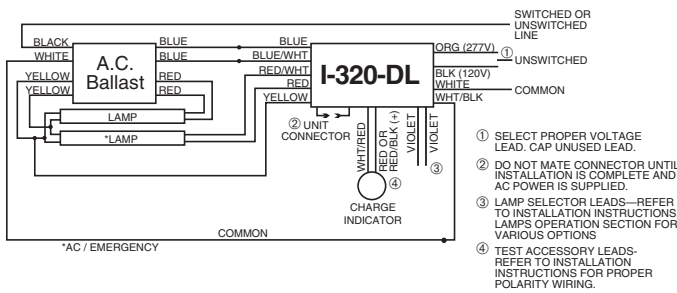 SWITCHED OR
UNSWITCHED
LINE
BLACK
BLUE
BLUE
ORG (277V)
①
UNSWITCHED
WHITE
A.C.
Ballast
BLUE
BLUE/WHT
I-320-DL
BLK (120V)
YELLOW
RED
RED/WHT
WHITE
COMMON
YELLOW
RED
RED
YELLOW
WHT/BLK
LAMP
*LAMP
② UNIT
CONNECTOR
WHT/RED
RED OR
RED/BLK (+)
VIOLET
VIOLET
③
④
CHARGE
INDICATOR
COMMON
*AC / EMERGENCY
① SELECT PROPER VOLTAGE
LEAD. CAP UNUSED LEAD.
② DO NOT MATE CONNECTOR UNTIL
INSTALLATION IS COMPLETE AND
AC POWER IS SUPPLIED.
③ LAMP SELECTOR LEADS—REFER
TO INSTALLATION INSTRUCTIONS
LAMPS OPERATION SECTION FOR
VARIOUS OPTIONS
④ TEST ACCESSORY LEADS-
REFER TO INSTALLATION
INSTRUCTIONS FOR PROPER
POLARITY WIRING.